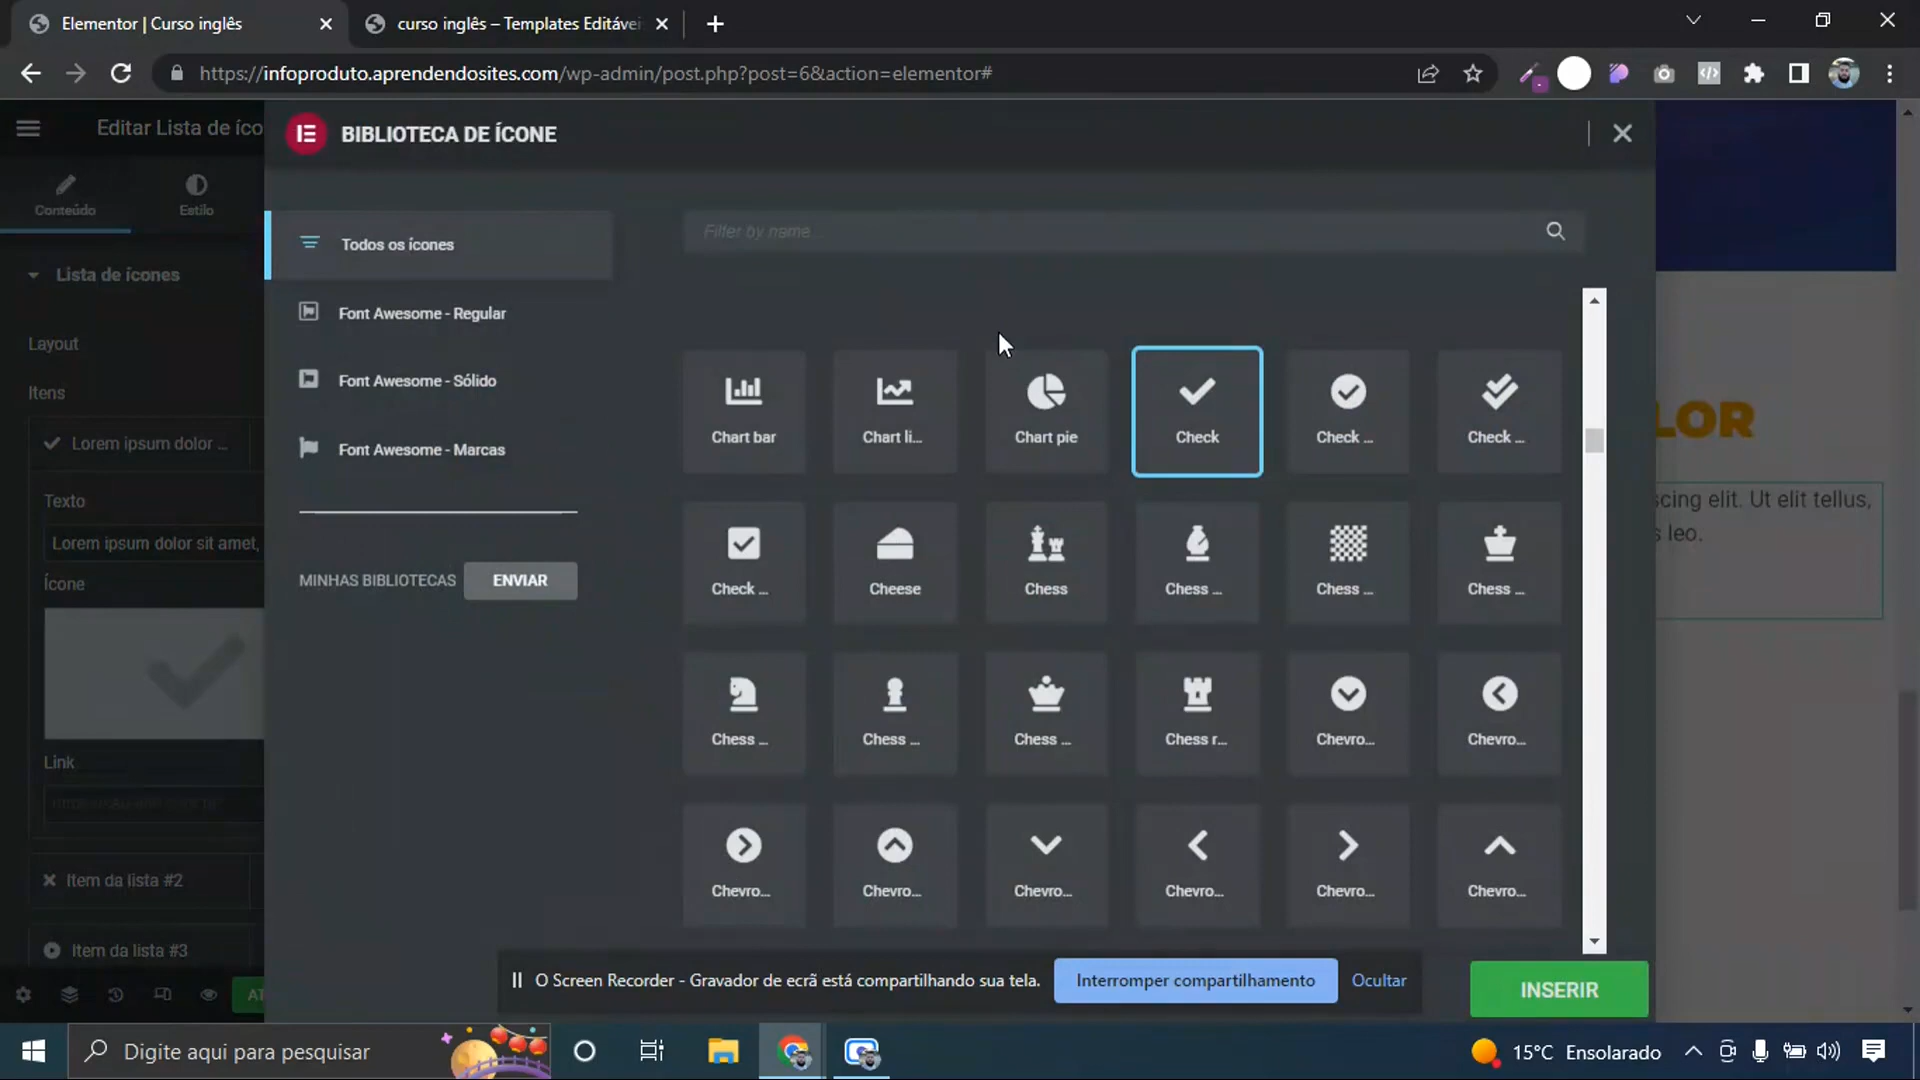 Elementor | Curso inglês
curso inglês – Templates Editávei
https://infoproduto.aprendendosites.com/wp-admin/post.php?post=6&action=elementor#
Editar Lista de íco
BIBLIOTECA DE ÍCONE
Conteúdo
Estilo
Todos os ícones
Filter by name...
Lista de ícones
Font Awesome - Regular
Layout
Font Awesome - Sólido
Itens
Font Awesome - Marcas
Lorem ipsum dolor ...
Texto
Lorem ipsum dolor sit amet,
Ícone
MINHAS BIBLIOTECAS
ENVIAR
Link
Item da lista #2
Item da lista #3
Chart bar
Chart li...
Chart pie
Check
Check ...
Check ...
Check ...
Cheese
Chess
Chess ...
Chess ...
Chess ...
Chess ...
Chess ...
Chess ...
Chess r...
Chevro...
Chevro...
Chevro...
Chevro...
Chevro...
Chevro...
Chevro...
Chevro...
LOR
scing elit. Ut elit tellus,
s leo.
AT
O Screen Recorder - Gravador de ecrã está compartilhando sua tela.
Interromper compartilhamento
Ocultar
INSERIR
Digite aqui para pesquisar
15°C Ensolarado